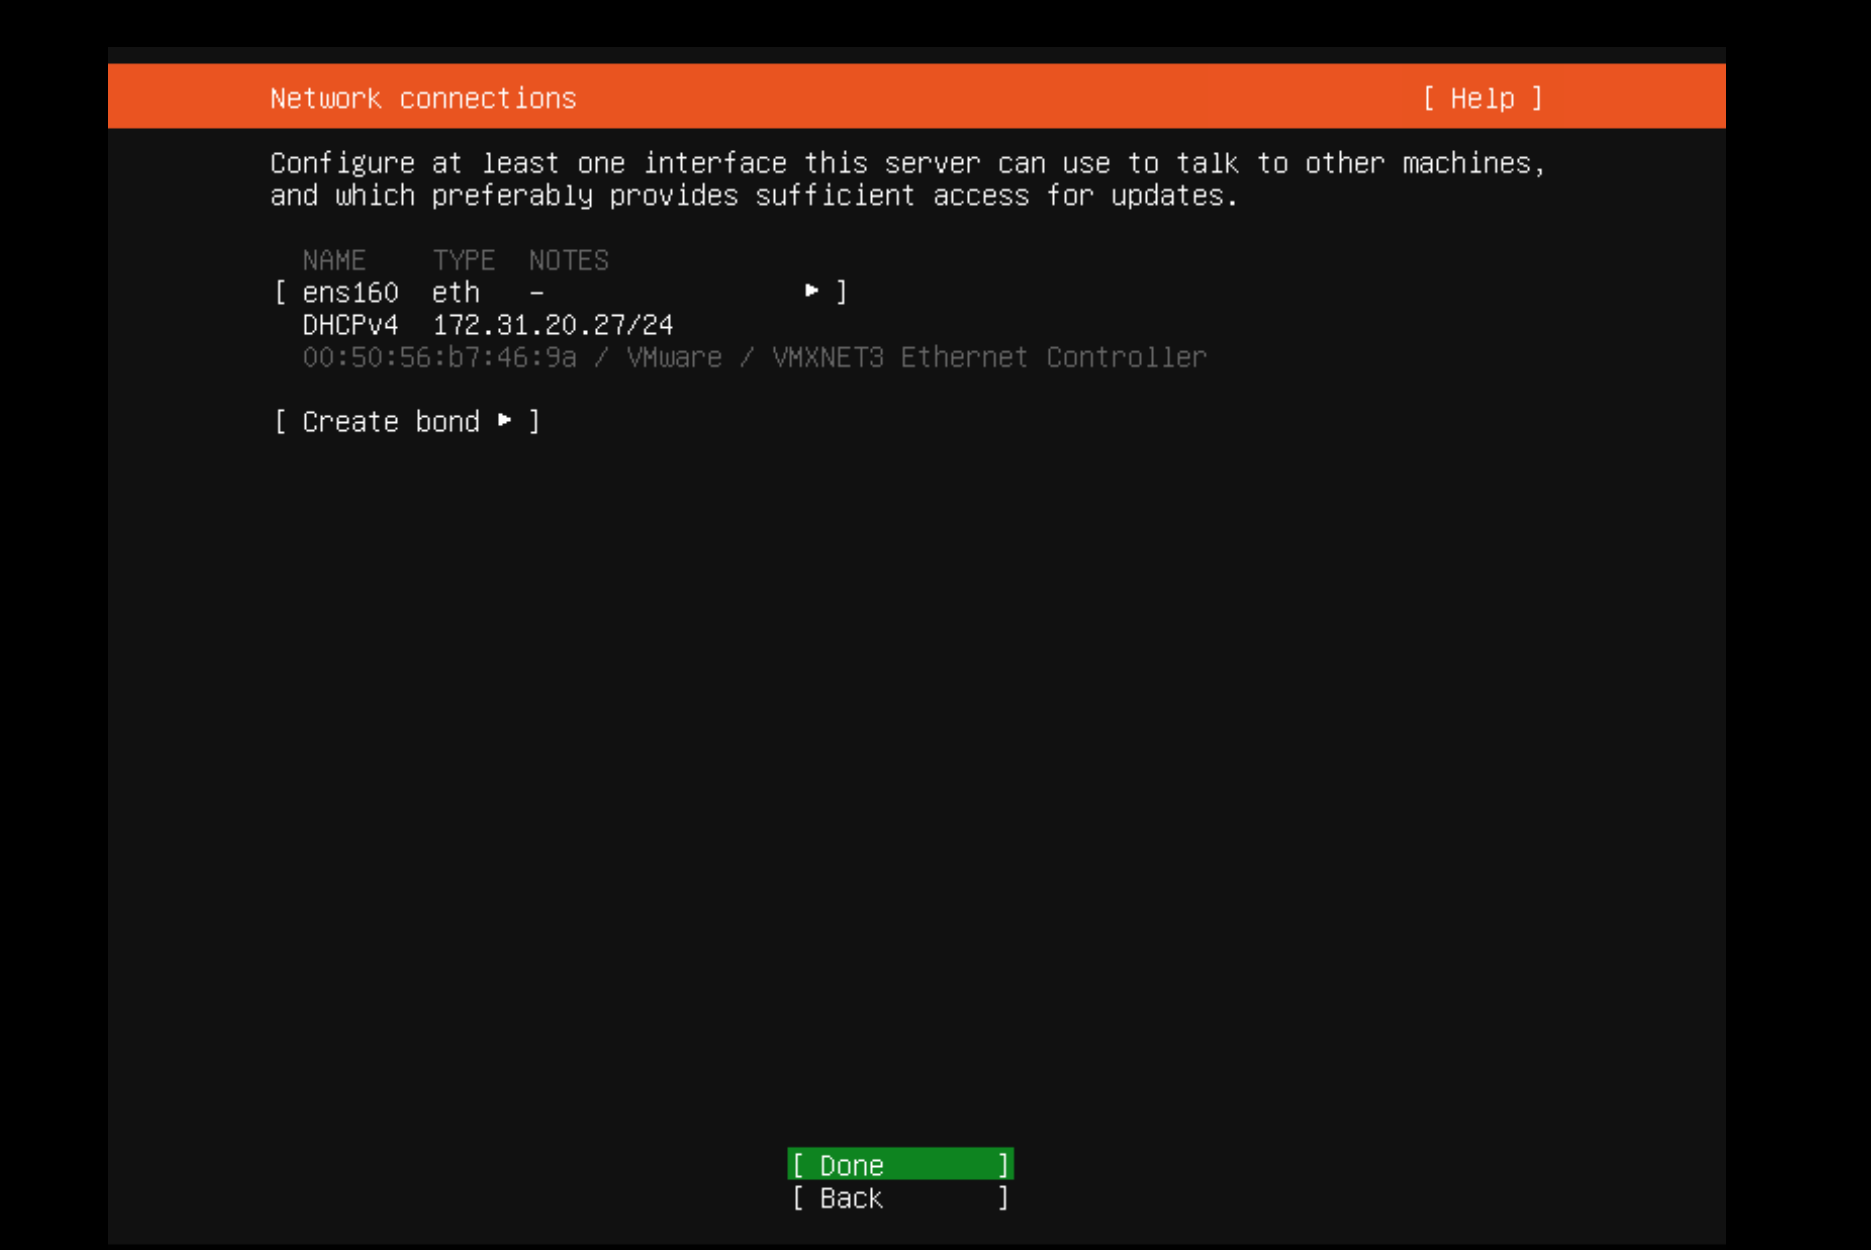 Network connections [ Help ]
Configure at least one interface this server can use to talk to other machines,
and which preferably provides sufficient access for updates.
NAME TYPE NOTES
[ ens160 eth - ▸ ]
DHCPv4 172.31.20.27/24
00:50:56:b7:46:9a / VMware / VMXNET3 Ethernet Controller
[ Create bond ▸ ]
[ Done ]
[ Back ]